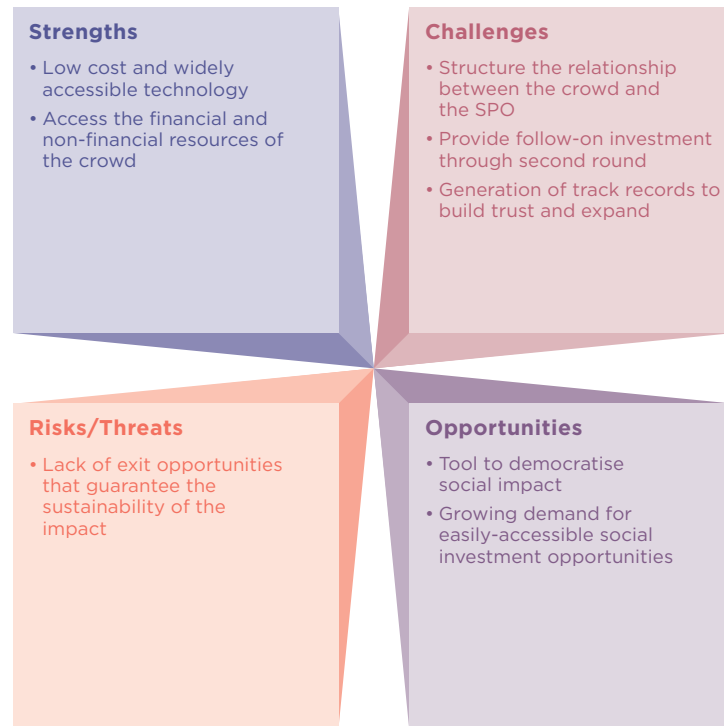 Strengths
• Low cost and widely
accessible technology
• Access the financial and
non-financial resources of
the crowd
Challenges
• Structure the relationship
between the crowd and
the SPO
• Provide follow-on investment
through second round
• Generation of track records to
build trust and expand
Risks/Threats
• Lack of exit opportunities
that guarantee the
sustainability of the
impact
Opportunities
• Tool to democratise
social impact
• Growing demand for
easily-accessible social
investment opportunities